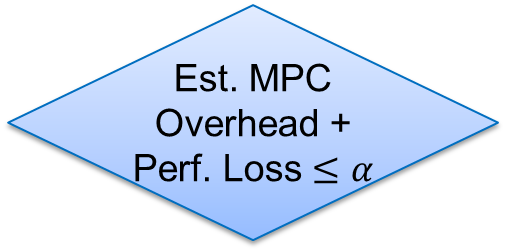 Est. MPC
Overhead +
Perf. Loss ≤ α